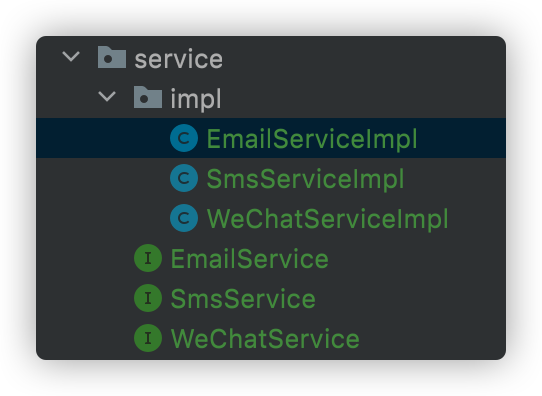 service
impl
C EmailServiceImpl
C SmsServiceImpl
C WeChatServiceImpl
I EmailService
I SmsService
I WeChatService